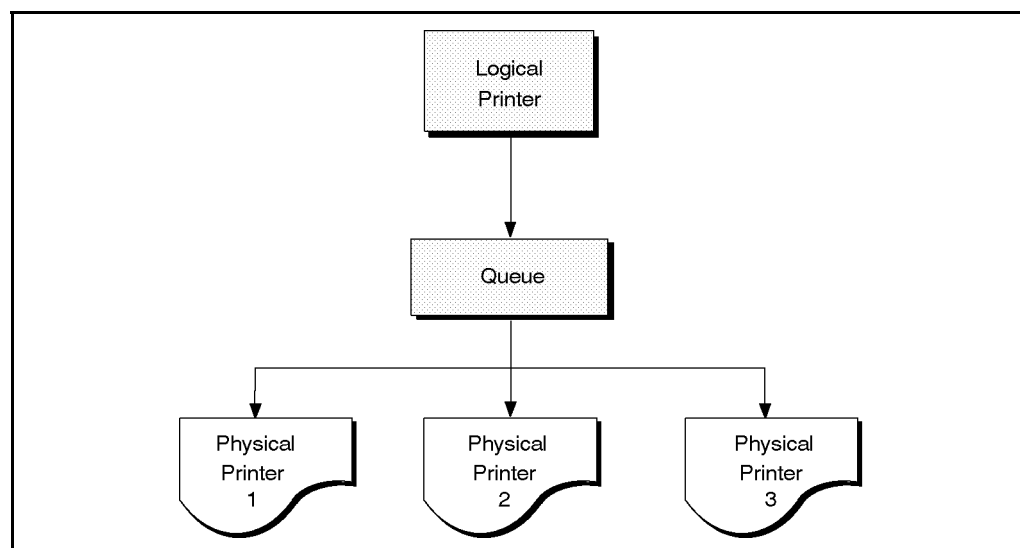 Logical
Printer
Queue
Physical
Printer
1
Physical
Printer
2
Physical
Printer
3